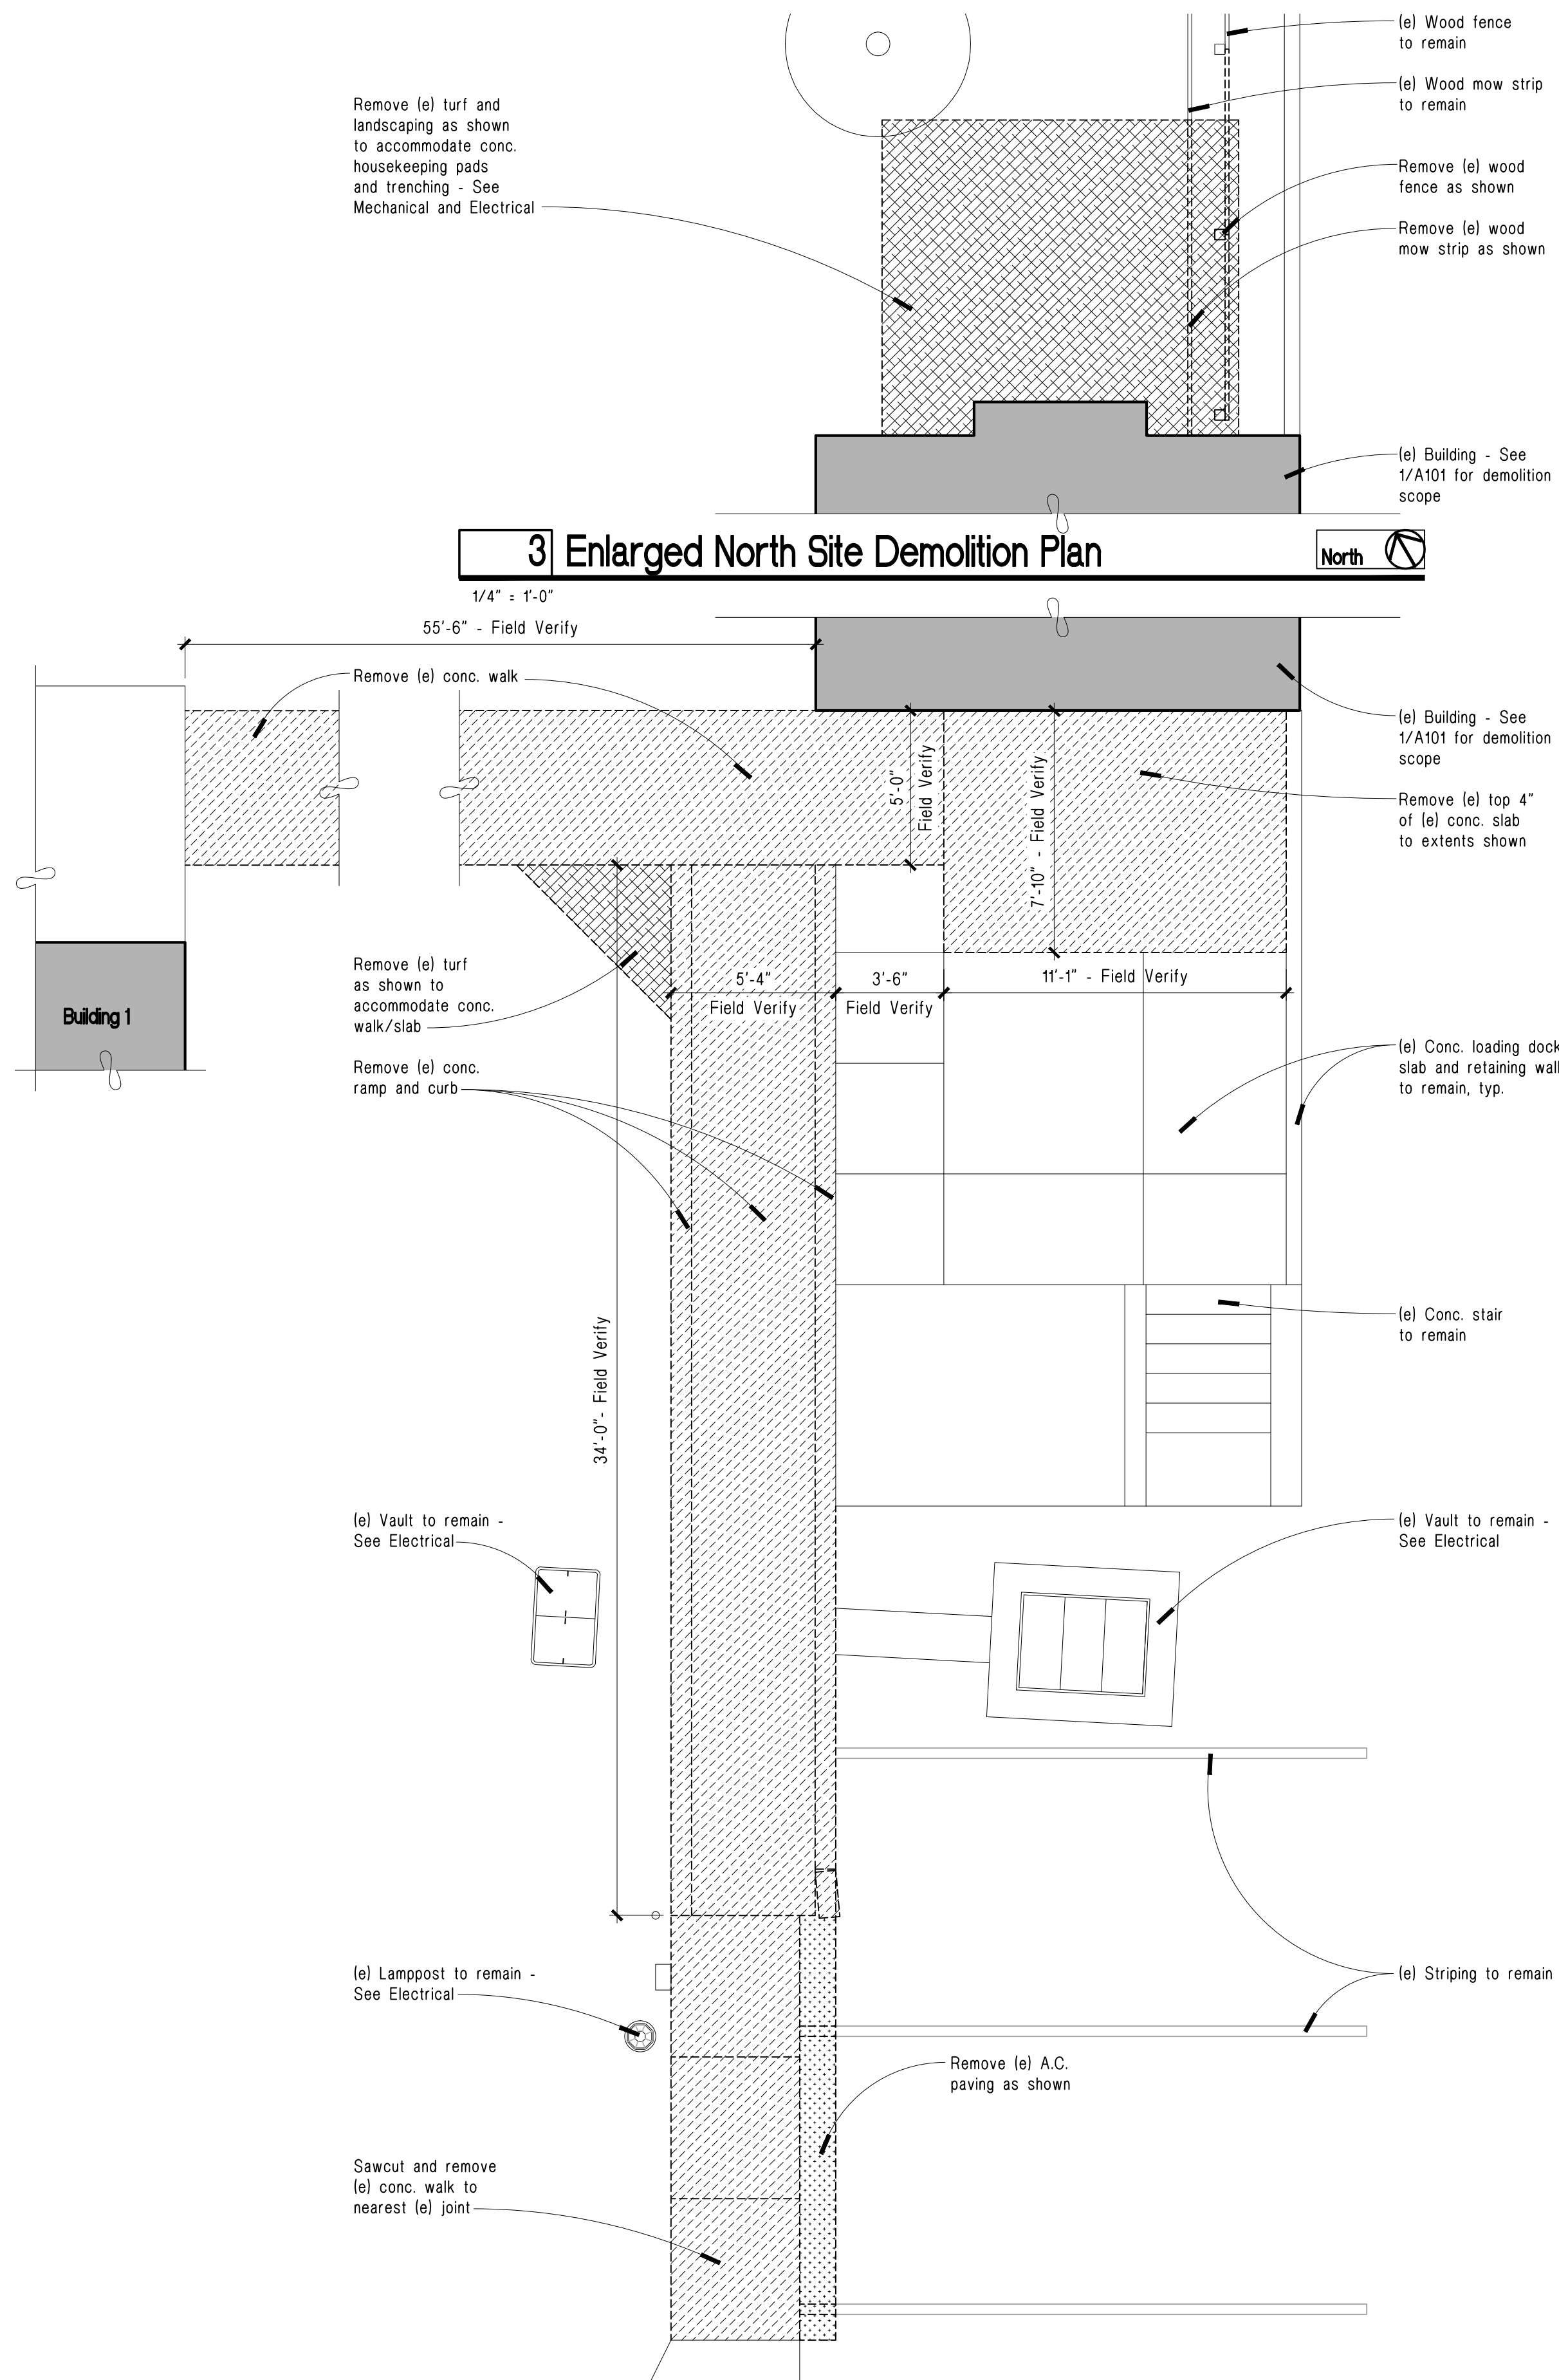 (e) Wood fence
to remain
(e) Wood mow strip
to remain
Remove (e) turf and
landscaping as shown
to accommodate conc.
housekeeping pads
and trenching - See
Mechanical and Electrical
Remove (e) wood
fence as shown
Remove (e) wood
mow strip as shown
(e) Building - See
1/A101 for demolition
scope
3 Enlarged North Site Demolition Plan
North
1/4" = 1'-0"
55'-6" - Field Verify
Remove (e) conc. walk
(e) Building - See
1/A101 for demolition
scope
5'-0"
Field Verify
7'-10" - Field Verify
Remove (e) top 4"
of (e) conc. slab
to extents shown
Remove (e) turf
as shown to
accommodate conc.
walk/slab
5'-4"
Field Verify
3'-6"
Field Verify
11'-1" - Field Verify
Building 1
Remove (e) conc.
ramp and curb
(e) Conc. loading dock
slab and retaining wall
to remain, typ.
34'-0"- Field Verify
(e) Conc. stair
to remain
(e) Vault to remain -
See Electrical
(e) Vault to remain -
See Electrical
(e) Lamppost to remain -
See Electrical
(e) Striping to remain
Remove (e) A.C.
paving as shown
Sawcut and remove
(e) conc. walk to
nearest (e) joint